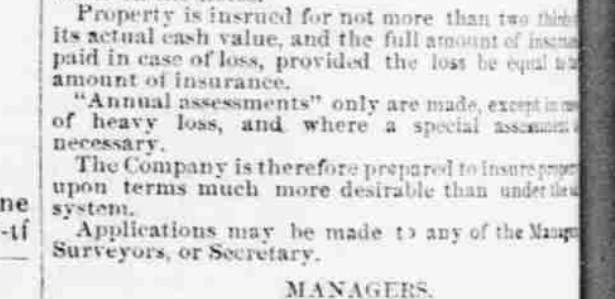 Property is insrued for not more than two thirds
its actual cash value, and the full amount of
paid in case of loss, provided the loss be equal to
amount of insurance.
"Annual assessments" only are made, except in
of heavy loss, and where a special assessment
necessary.
The Company is therefore prepared to insure
upon terms much more desirable than under the
system.
Applications may be made to any of the
Surveyors, or Secretary.
MANAGERS.
ne
-tf